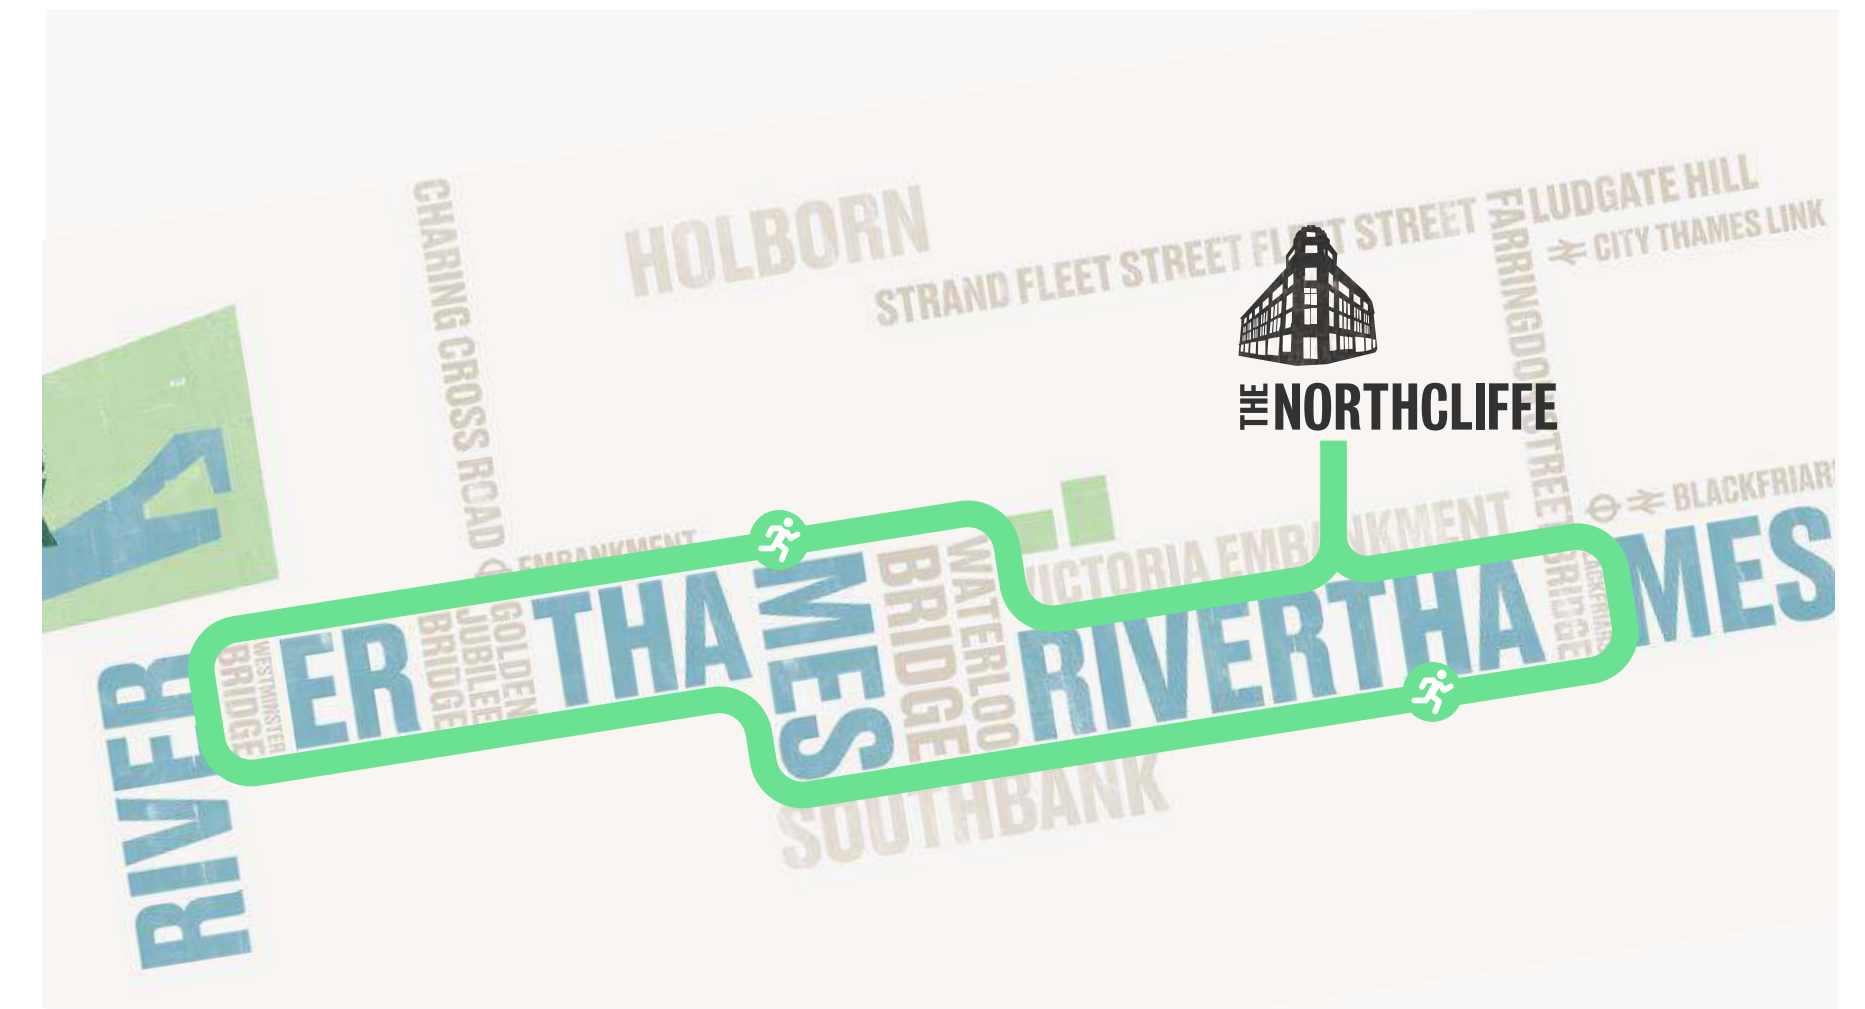 CHARING CROSS ROAD
HOLBORN
STRAND FLEET STREET FLEET STREET
FARRINGDON STREET
LUDGATE HILL
CITY THAMES LINK
THE NORTHCLIFFE
BLACKFRIARS
EMBANKMENT
VICTORIA EMBANKMENT
RIVER
WESTMINSTER
BRIDGE
ER
GOLDEN
JUBILEE
BRIDGE
THA
MES
WATERLOO
BRIDGE
RIVERTHA
BRIDGE
MES
SOUTHBANK